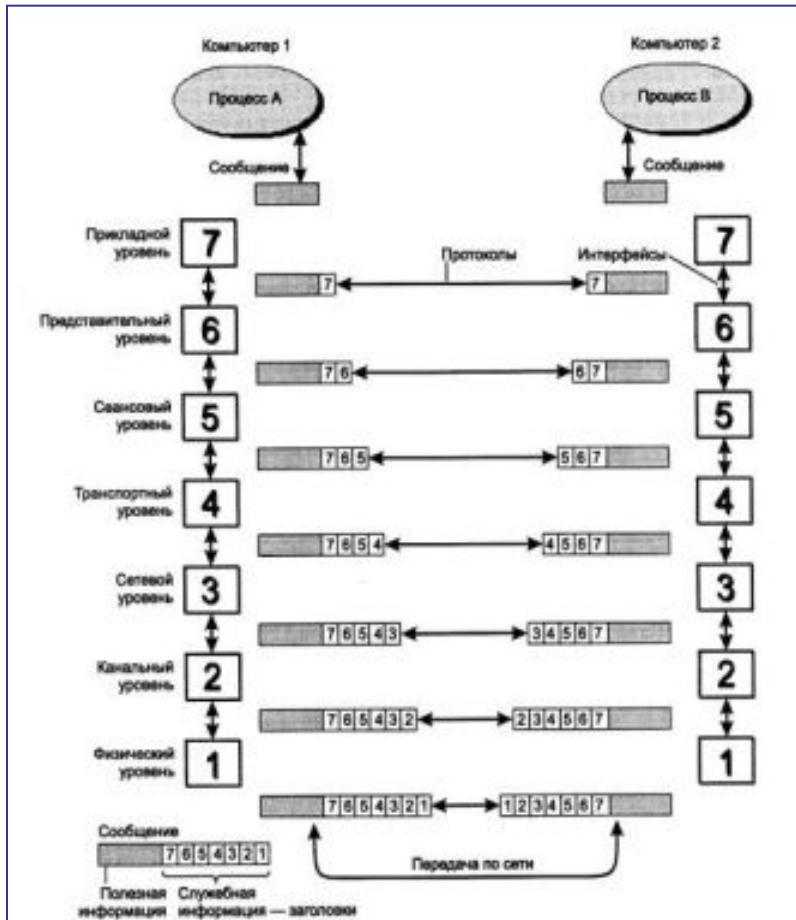 Компьютер 1
Компьютер 2
Процесс А
Процесс В
Сообщение
Сообщение
Прикладной
уровень
7
Протоколы
Интерфейсы
7
7
7
Представительный
уровень
6
6
7 6
6 7
Сеансовый
уровень
5
5
7 6 5
5 6 7
Транспортный
уровень
4
4
7 6 5 4
4 5 6 7
Сетевой
уровень
3
3
7 6 5 4 3
3 4 5 6 7
Канальный
уровень
2
2
7 6 5 4 3 2
2 3 4 5 6 7
Физический
уровень
1
1
7 6 5 4 3 2 1
1 2 3 4 5 6 7
Сообщение
7 6 5 4 3 2 1
Передача по сети
Полезная
информация
Служебная
информация — заголовки